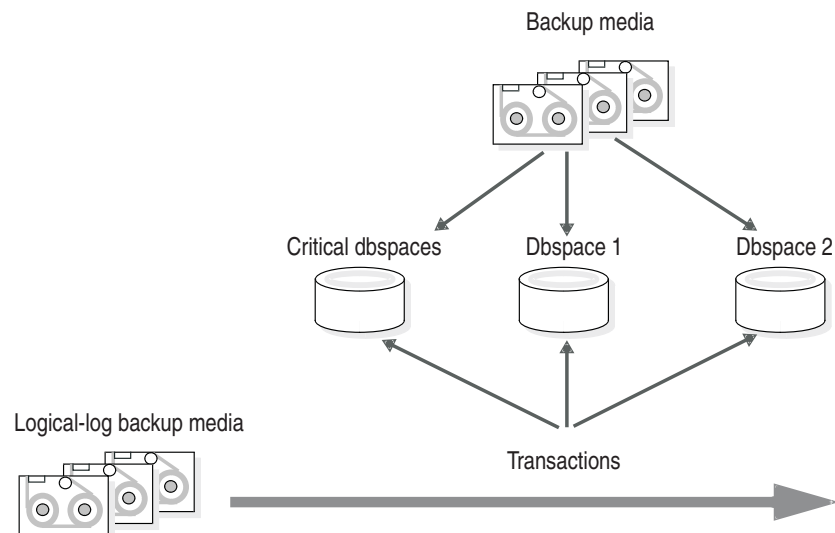 Backup media
Critical dbspaces
Dbspace 1
Dbspace 2
Logical-log backup media
Transactions